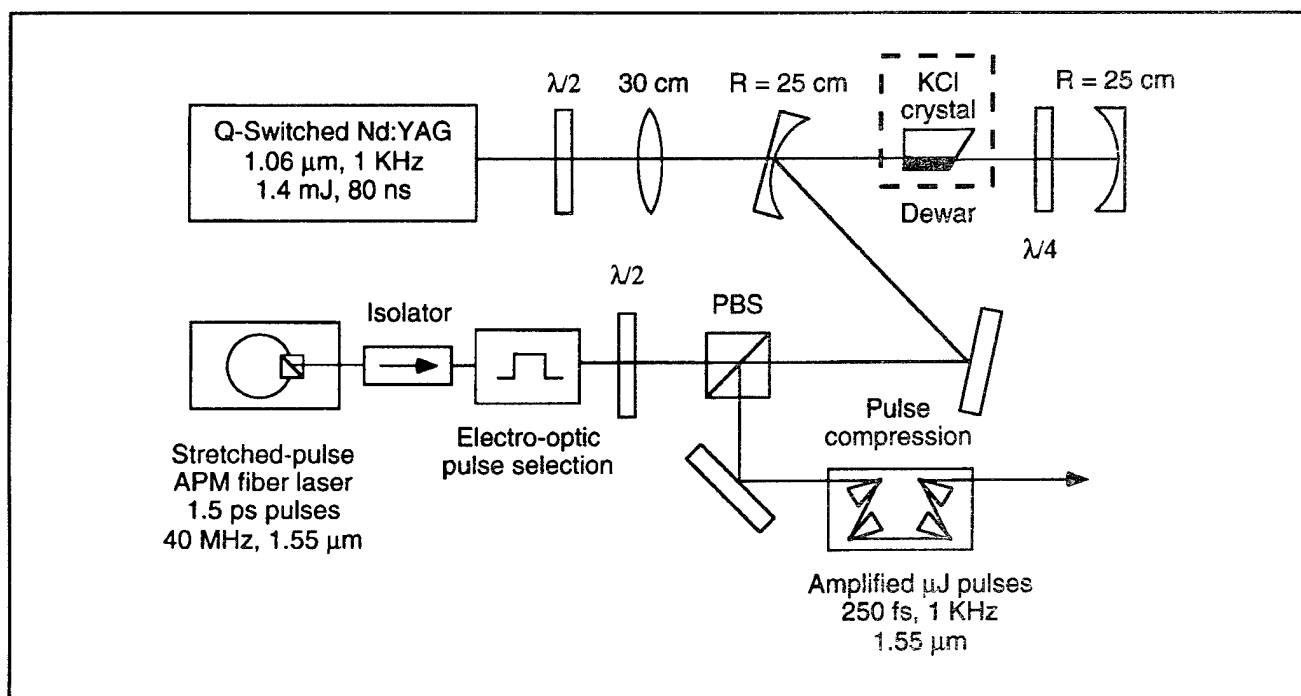 λ/2
30 cm
R = 25 cm
KCl
crystal
R = 25 cm
Q-Switched Nd:YAG
1.06 μm, 1 KHz
1.4 mJ, 80 ns
Dewar
λ/4
λ/2
PBS
Isolator
Electro-optic
pulse selection
Pulse
compression
Stretched-pulse
APM fiber laser
1.5 ps pulses
40 MHz, 1.55 μm
Amplified μJ pulses
250 fs, 1 KHz
1.55 μm